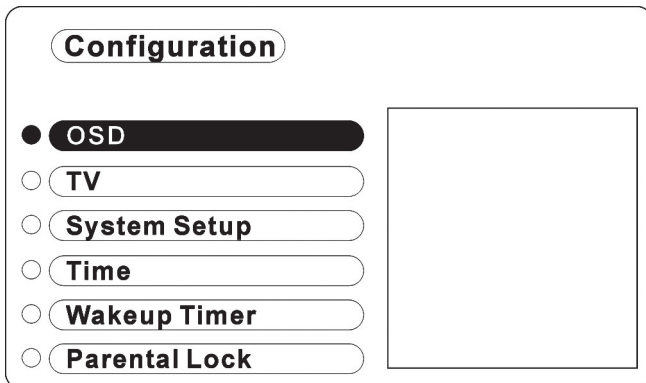 Configuration
OSD
TV
System Setup
Time
Wakeup Timer
Parental Lock